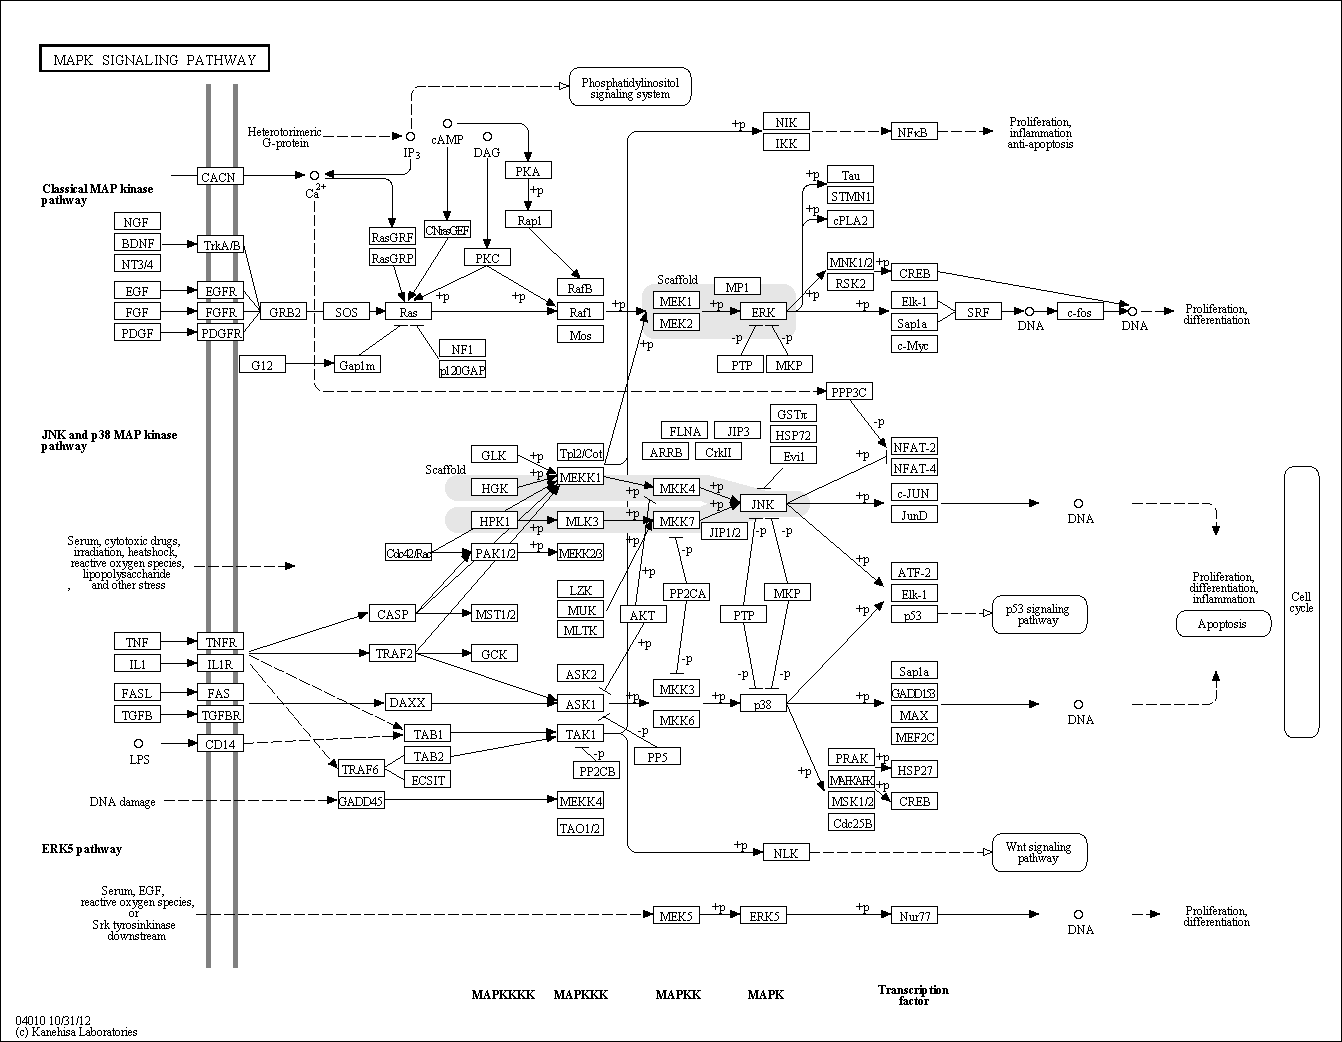 MAPK SIGNALING PATHWAY
Phosphatidylinositol
signaling system
Heterotorimeric
G-protein
IP3
cAMP
DAG
+p
NIK
IKK
NFκB
Proliferation,
inflammation
anti-apoptosis
CACN
Ca2+
PKA
+p
Rap1
+p
Tau
STMN1
+p
cPLA2
Classical MAP kinase
pathway
NGF
BDNF
NT3/4
TrkA/B
RasGRF
RasGRP
CNrasGEF
PKC
EGF
EGFR
FGF
FGFR
PDGF
PDGFR
GRB2
SOS
Ras
+p
+p
RafB
Raf1
Mos
+p
Scaffold
MEK1
MEK2
MP1
+p
ERK
+p
MNK1/2
RSK2
+p
CREB
+p
Elk-1
Sap1a
c-Myc
SRF
DNA
c-fos
DNA
Proliferation,
differentiation
G12
Gap1m
NF1
p120GAP
+p
-p
-p
PTP
MKP
PPP3C
-p
JNK and p38 MAP kinase
pathway
Scaffold
GLK
HGK
HPK1
+p
+p
+p
Tpl2/Cot
MEKK1
MLK3
FLNA
JIP3
ARRB
CrkII
GSTπ
HSP72
Evi1
+p
+p
+p
+p
MKK4
MKK7
+p
+p
JNK
JIP1/2
+p
NFAT-2
NFAT-4
+p
c-JUN
JunD
DNA
Cell
cycle
Serum, cytotoxic drugs,
irradiation, heatshock,
reactive oxygen species,
lipopolysaccharide
, and other stress
Cdc42/Rac
PAK1/2
+p
MEKK2/3
LZK
MUK
MLTK
+p
AKT
+p
-p
PP2CA
-p
-p
-p
PTP
MKP
-p
-p
+p
ATF-2
Elk-1
p53
+p
p53 signaling
pathway
Proliferation,
differentiation,
inflammation
Apoptosis
CASP
MST1/2
TNF
TNFR
IL1
IL1R
TRAF2
GCK
FASL
FAS
TGFB
TGFBR
DAXX
ASK2
ASK1
+p
MKK3
MKK6
+p
p38
+p
Sap1a
GADD153
MAX
MEF2C
DNA
LPS
CD14
TAB1
TAK1
-p
-p
PP5
PP2CB
TRAF6
TAB2
ECSIT
+p
PRAK
MAPKAPK
MSK1/2
Cdc25B
+p
+p
HSP27
CREB
DNA damage
GADD45
MEKK4
TAO1/2
+p
NLK
Wnt signaling
pathway
ERK5 pathway
Serum, EGF,
reactive oxygen species,
or
Srk tyrosinkinase
downstream
MEK5
+p
ERK5
+p
Nur77
DNA
Proliferation,
differentiation
MAPKKKK
MAPKKK
MAPKK
MAPK
Transcription
factor
04010 10/31/12
(c) Kanehisa Laboratories